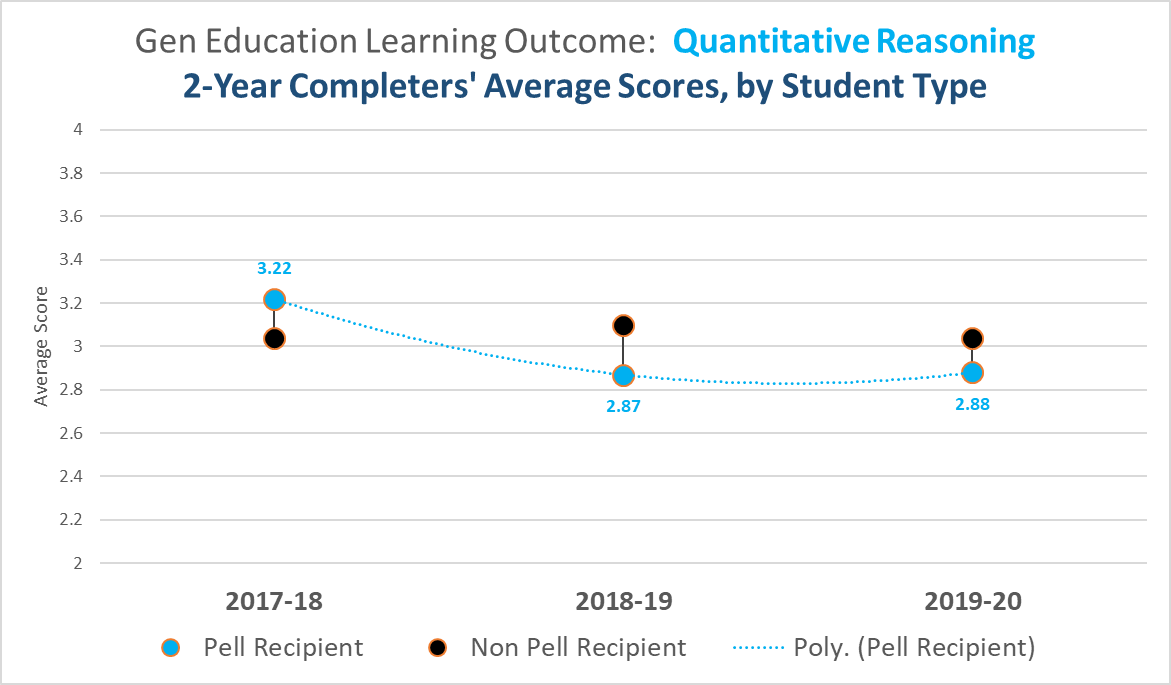 Gen Education Learning Outcome: Quantitative Reasoning
2-Year Completers' Average Scores, by Student Type
Average Score
4
3.8
3.6
3.4
3.2
3
2.8
2.6
2.4
2.2
2
3.22
2.87
2.88
2017-18
2018-19
2019-20
Pell Recipient
Non Pell Recipient
Poly. (Pell Recipient)